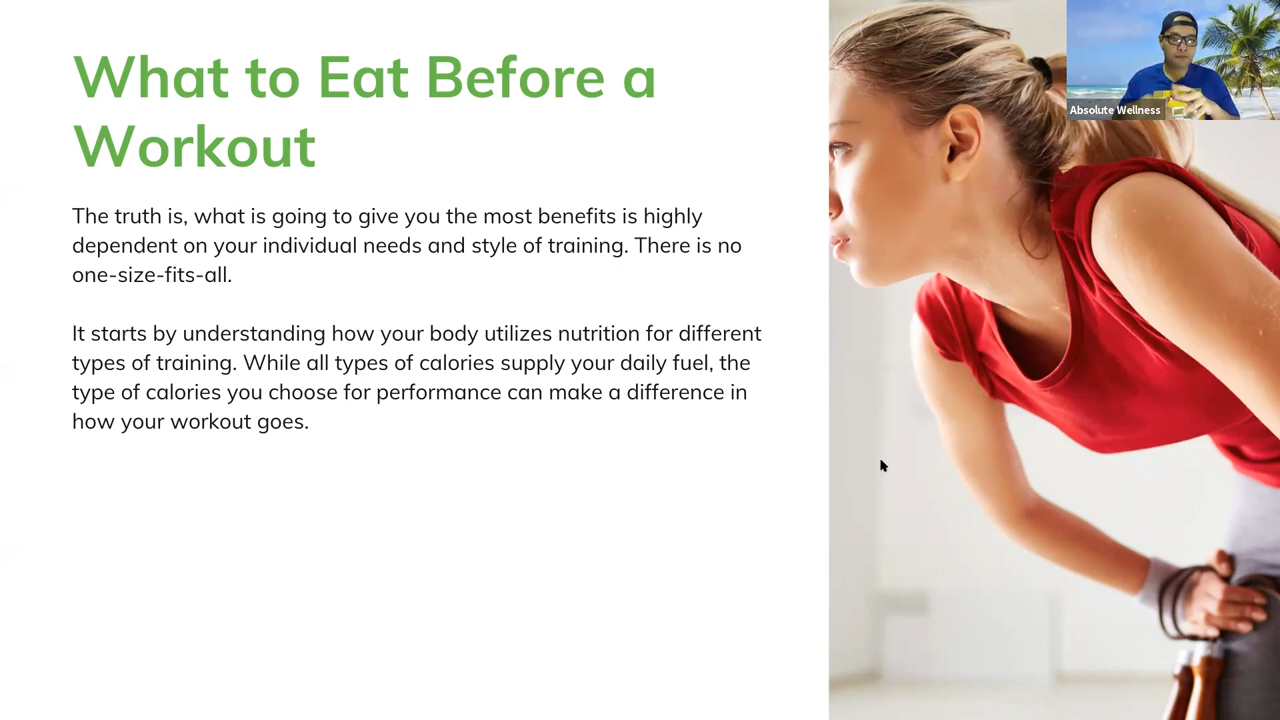 What to Eat Before a
Workout
The truth is, what is going to give you the most benefits is highly
dependent on your individual needs and style of training. There is no
one-size-fits-all.
It starts by understanding how your body utilizes nutrition for different
types of training. While all types of calories supply your daily fuel, the
type of calories you choose for performance can make a difference in
how your workout goes.
Absolute Wellness